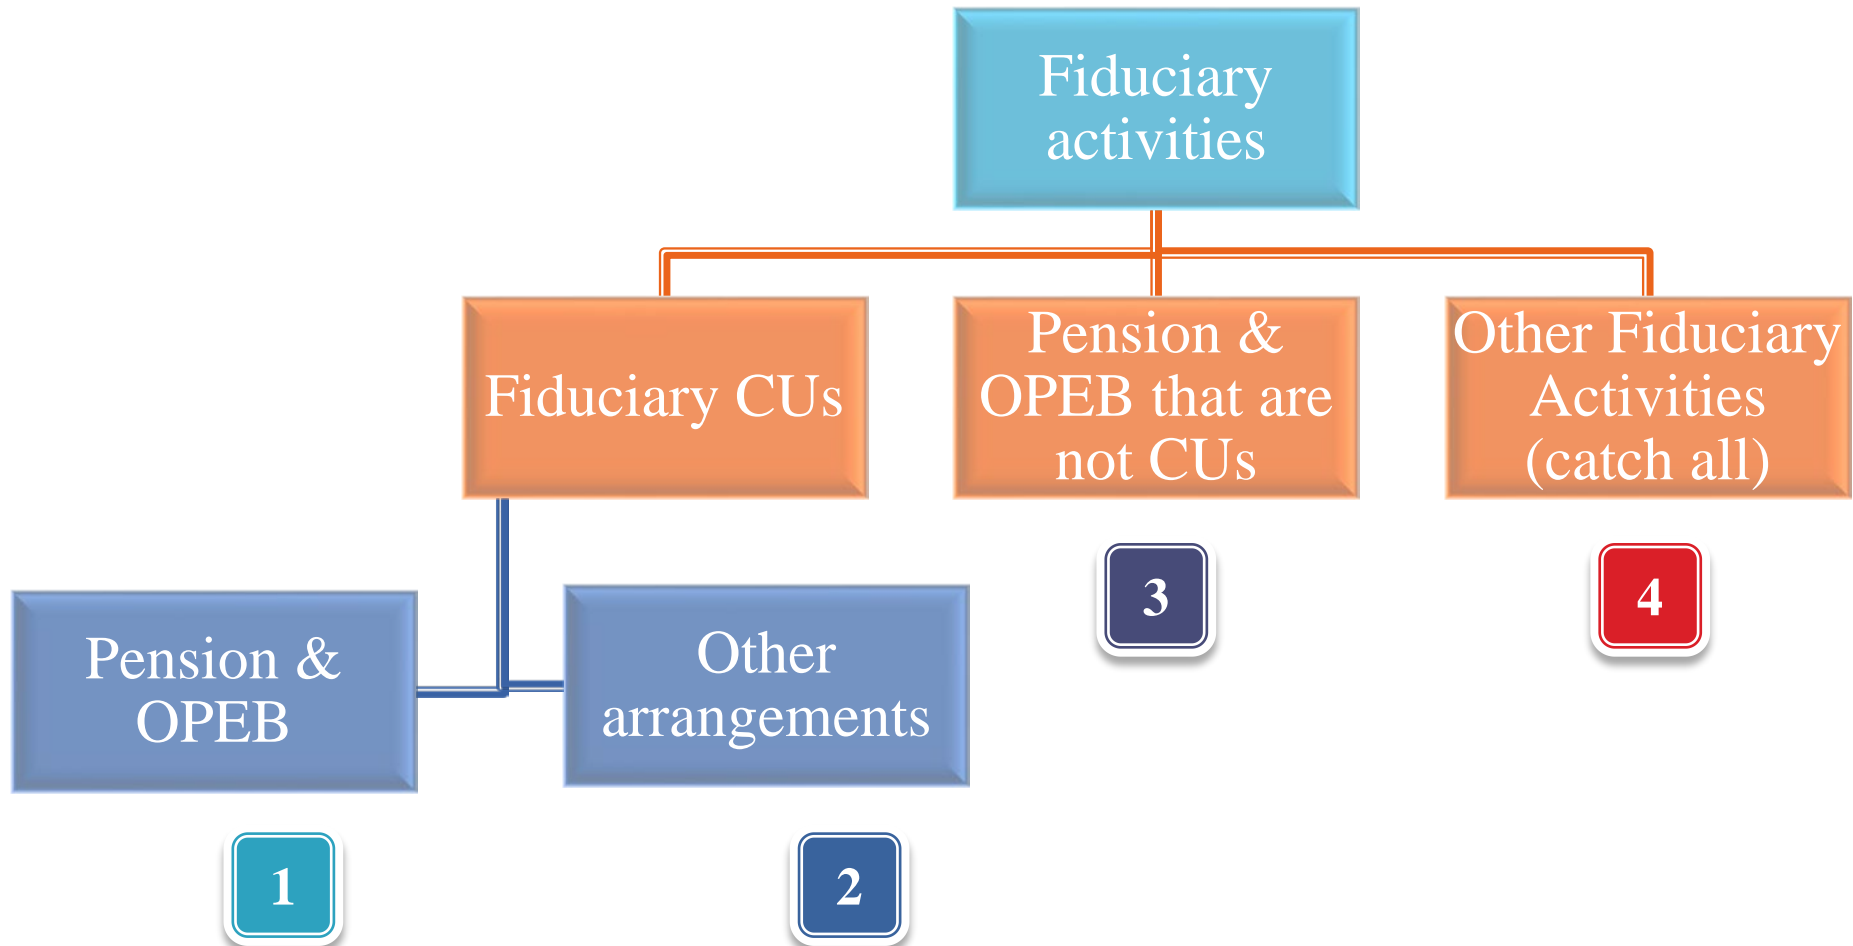 Fiduciary
activities
Fiduciary CUs
Pension &
OPEB that are
not CUs
Other Fiduciary
Activities
(catch all)
3
4
Pension &
OPEB
Other
arrangements
1
2